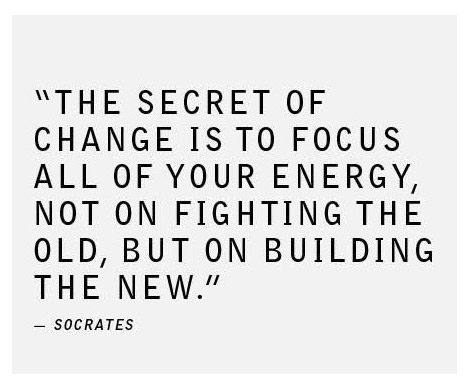 “THE SECRET OF
CHANGE IS TO FOCUS
ALL OF YOUR ENERGY,
NOT ON FIGHTING THE
OLD, BUT ON BUILDING
THE NEW.”
— SOCRATES